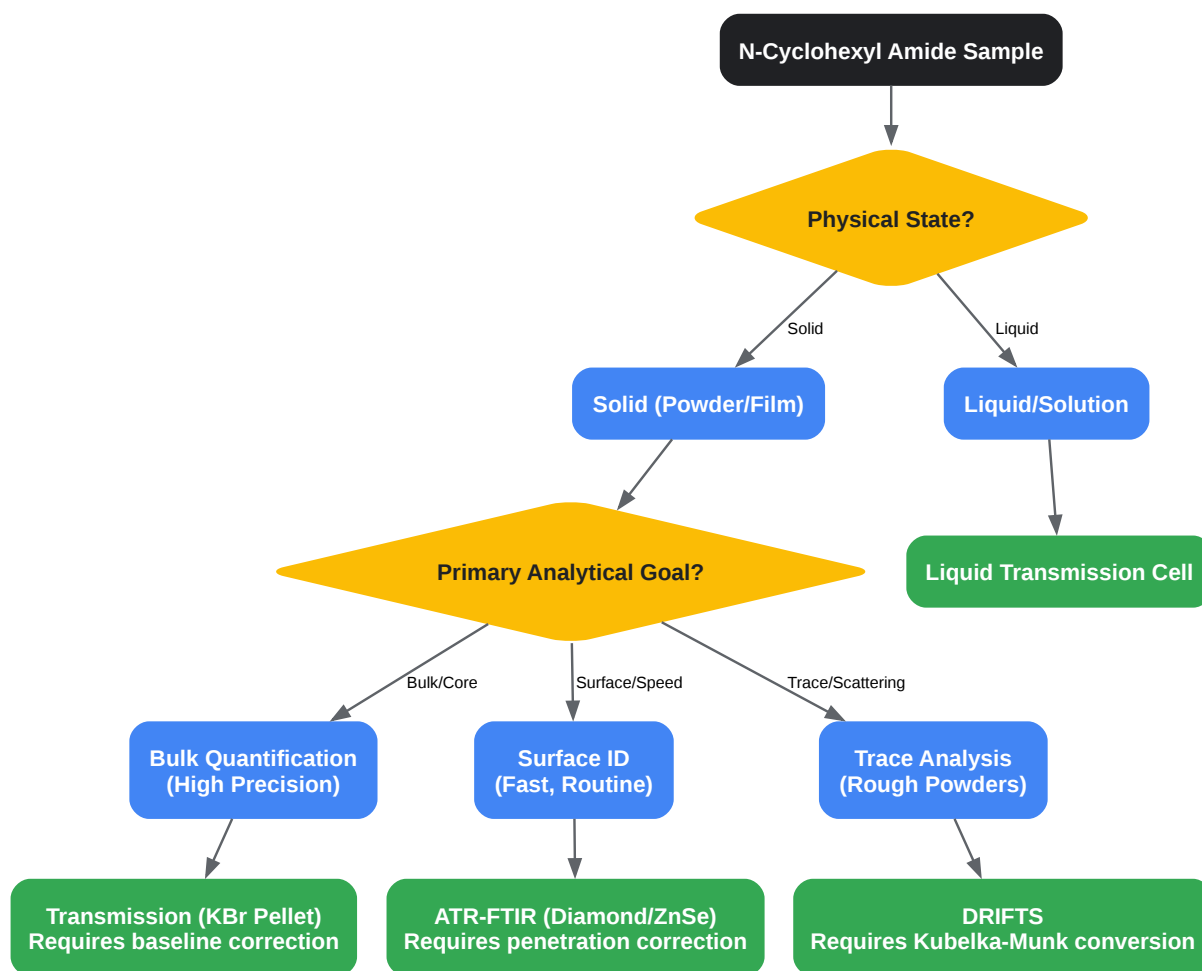 N-Cyclohexyl Amide Sample
Physical State?
Solid
Liquid
Solid (Powder/Film)
Liquid/Solution
Primary Analytical Goal?
Liquid Transmission Cell
Bulk/Core
Surface/Speed
Trace/Scattering
Bulk Quantification
(High Precision)
Surface ID
(Fast, Routine)
Trace Analysis
(Rough Powders)
Transmission (KBr Pellet)
Requires baseline correction
ATR-FTIR (Diamond/ZnSe)
Requires penetration correction
DRIFTS
Requires Kubelka-Munk conversion